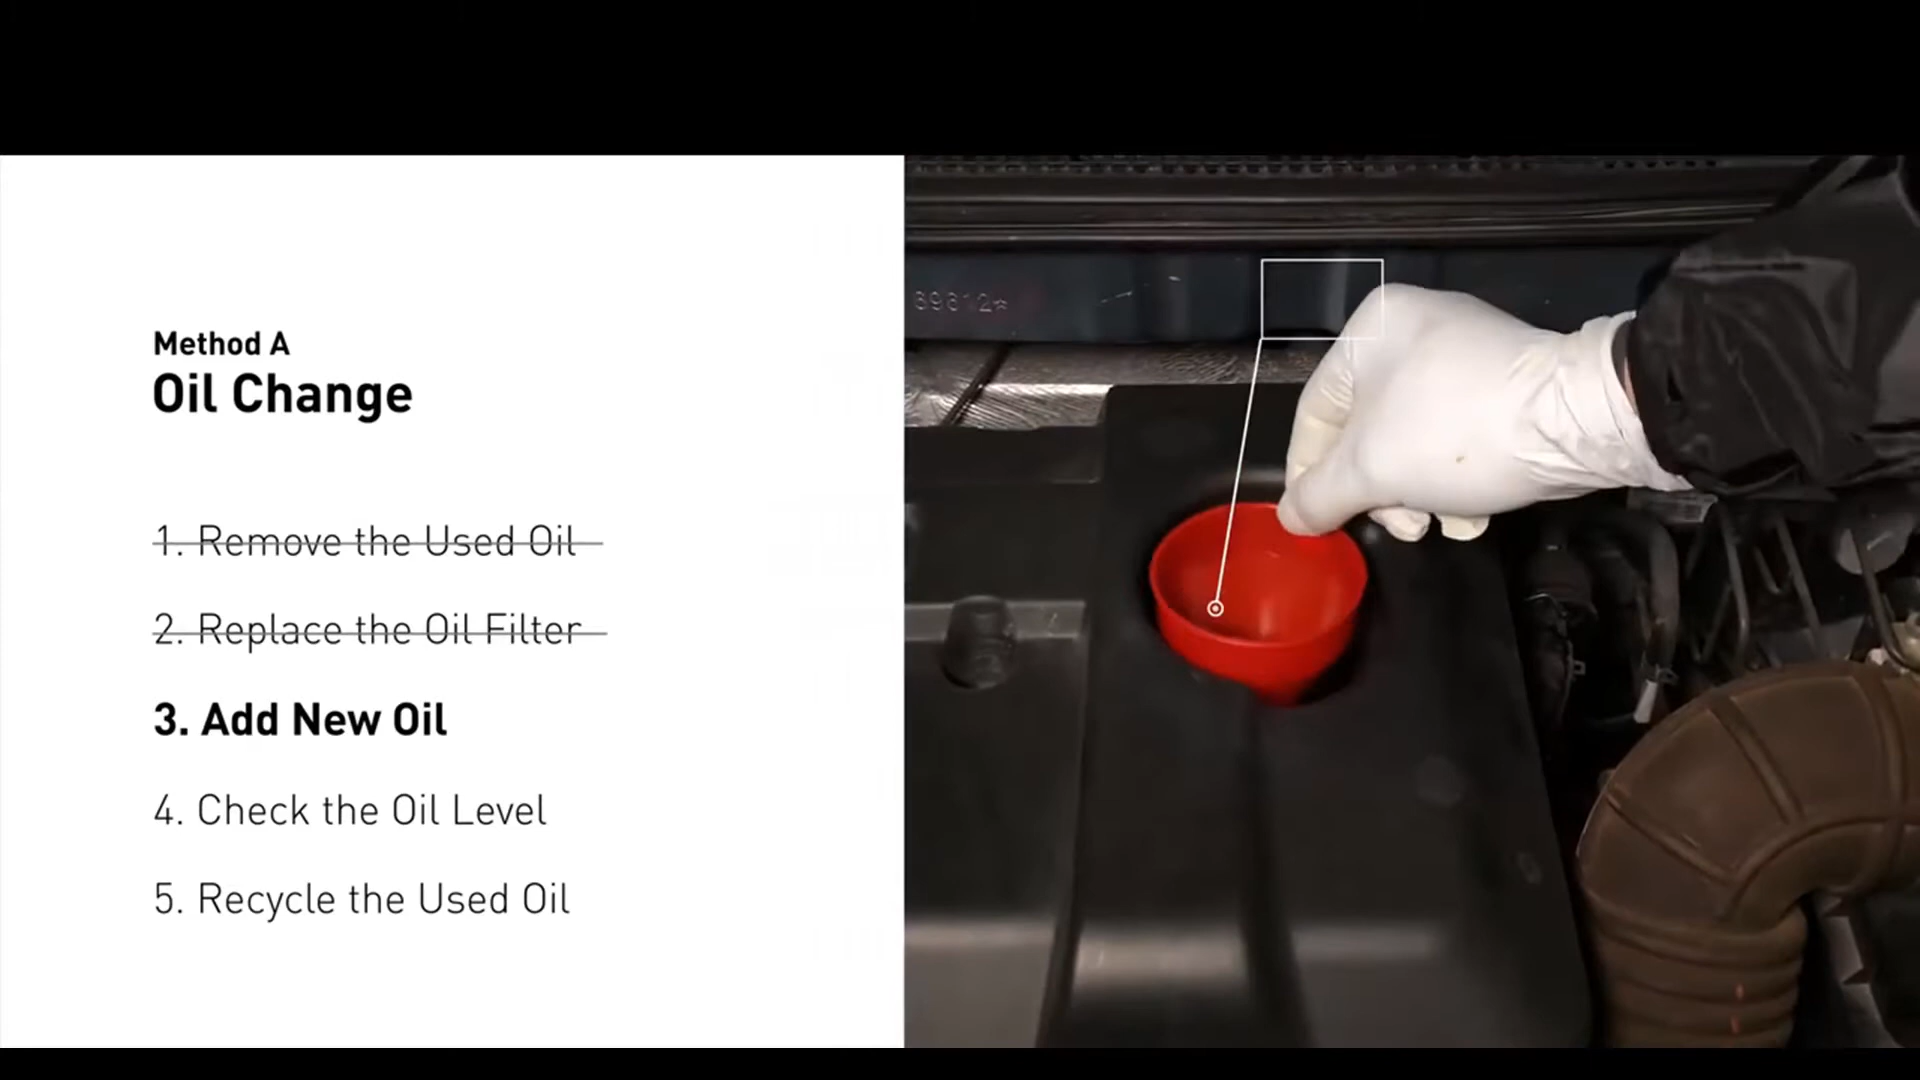 Method A
Oil Change
1. Remove the Used Oil
2. Replace the Oil Filter
3. Add New Oil
4. Check the Oil Level
5. Recycle the Used Oil